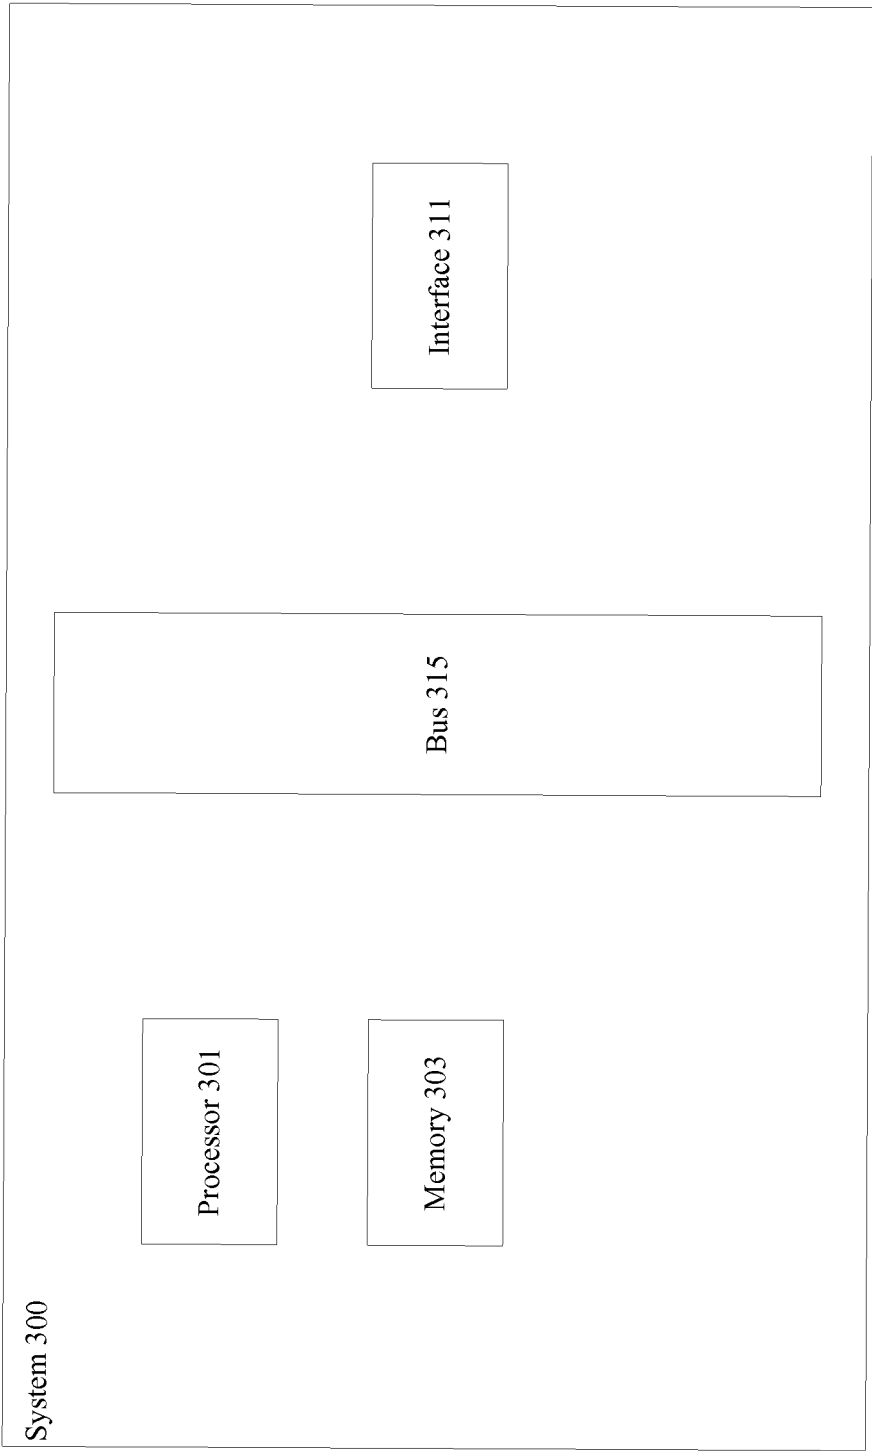 System 300
Processor 301
Memory 303
Bus 315
Interface 311